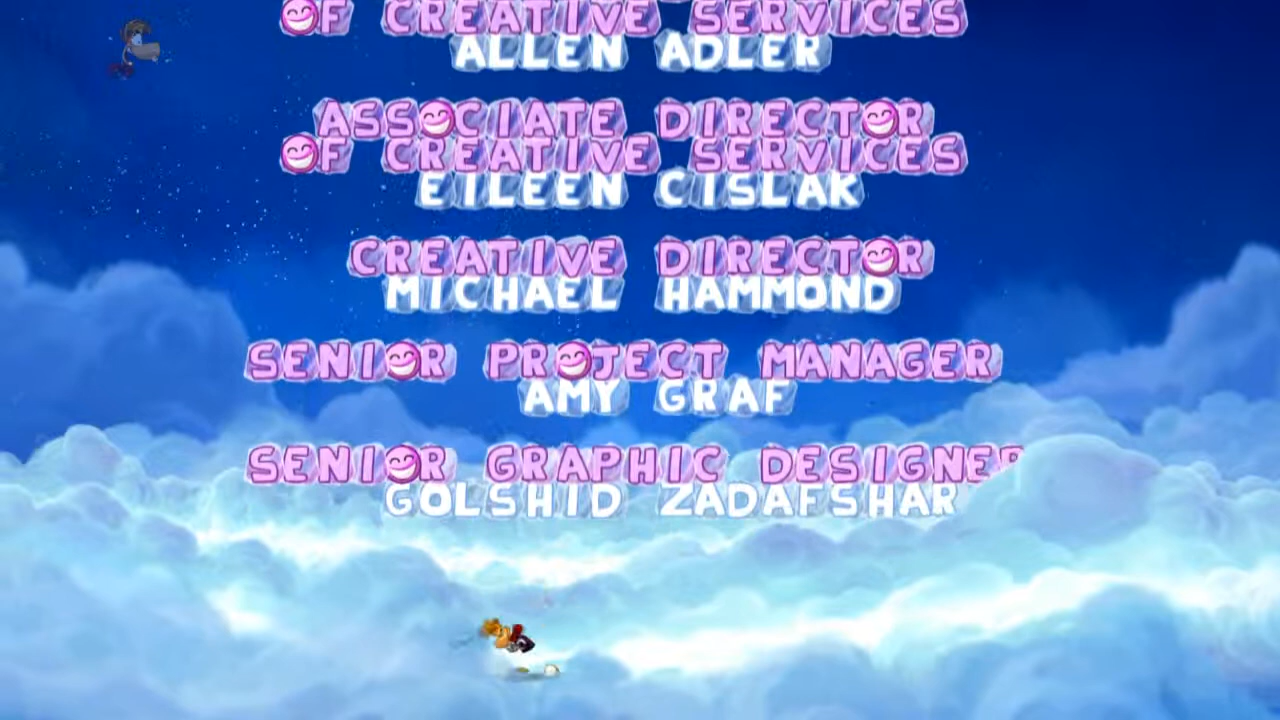 OF CREATIVE SERVICES
ALLEN ADLER
ASSOCIATE DIRECTOR
OF CREATIVE SERVICES
EILEEN CISLAK
CREATIVE DIRECTOR
MICHAEL HAMMOND
SENIOR PROJECT MANAGER
AMY GRAF
SENIOR GRAPHIC DESIGNER
GOLSHID ZADAFSHAR